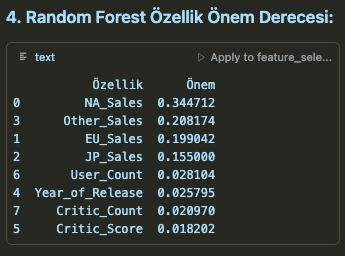 4. Random Forest Özellik Önem Derecesi:
text
Apply to feature_sele...
Özellik Önem
0 NA_Sales 0.344712
3 Other_Sales 0.208174
1 EU_Sales 0.199042
2 JP_Sales 0.155000
6 User_Count 0.028104
4 Year_of_Release 0.025795
7 Critic_Count 0.020970
5 Critic_Score 0.018202